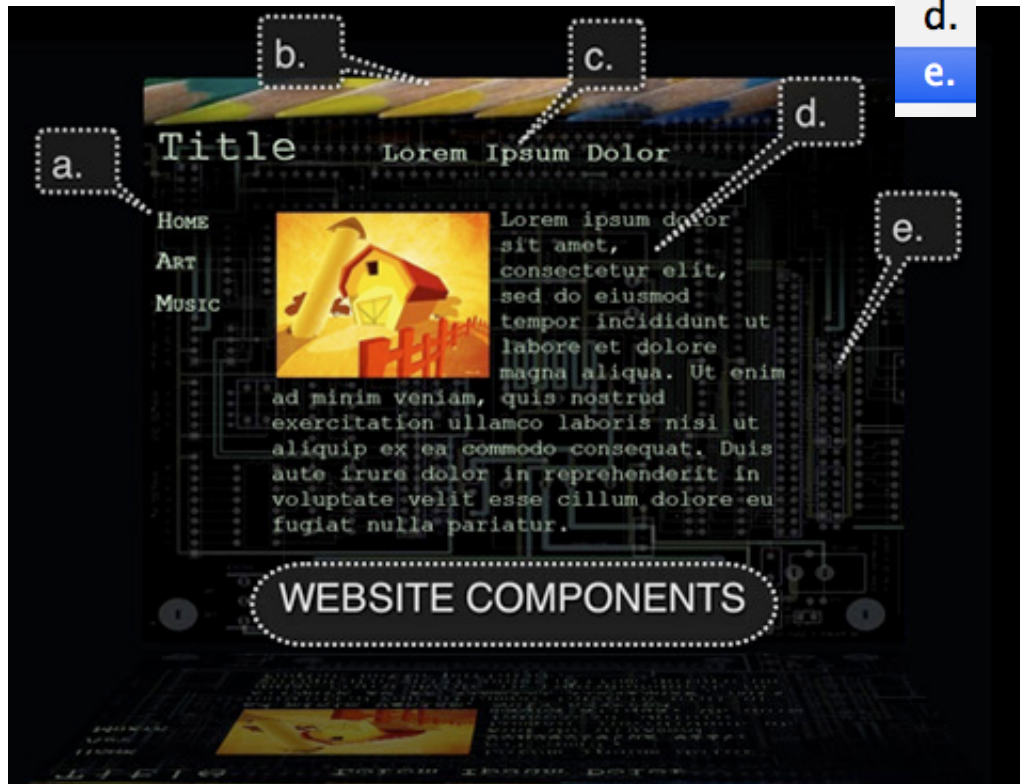 d.
e.
b.
c.
d.
a.
e.
Title
Lorem Ipsum Dolor
Home
Art
Music
Lorem ipsum dolor
sit amet,
consectetur elit,
sed do eiusmod
tempor incididunt ut
labore et dolore
magna aliqua. Ut enim
ad minim veniam, quis nostrud
exercitation ullamco laboris nisi ut
aliquip ex ea commodo consequat. Duis
aute irure dolor in reprehenderit in
voluptate velit esse cillum dolore eu
fugiat nulla pariatur.
WEBSITE COMPONENTS